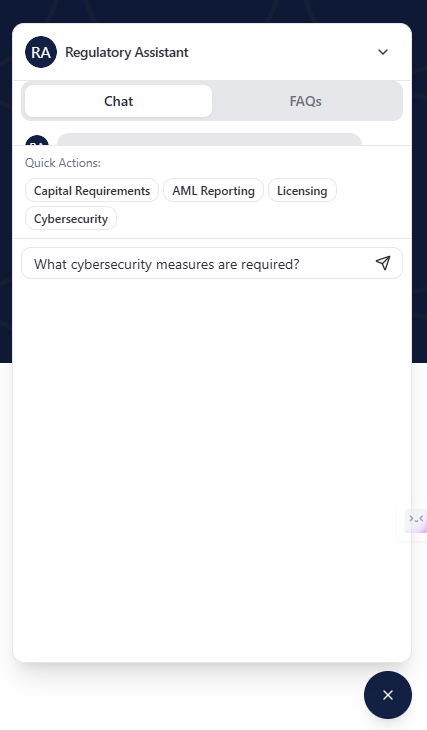 RA Regulatory Assistant
Chat FAQs
RA
Quick Actions:
Capital Requirements AML Reporting Licensing
Cybersecurity
What cybersecurity measures are required?